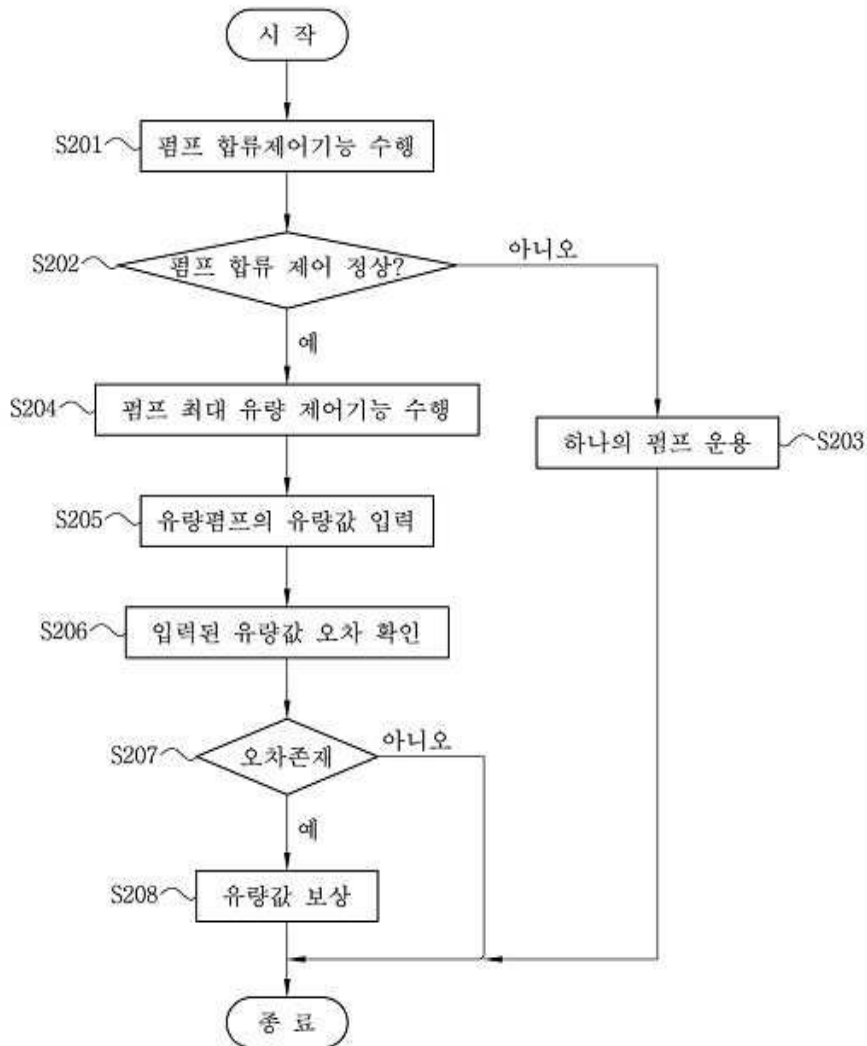 시 작
S201
펌프 합류제어기능 수행
S202
펌프 합류 제어 정상?
아니오
예
S204
펌프 최대 유량 제어기능 수행
하나의 펌프 운용
S203
S205
유량펌프의 유량값 입력
S206
입력된 유량값 오차 확인
S207
오차존재
아니오
예
S208
유량값 보상
종 료